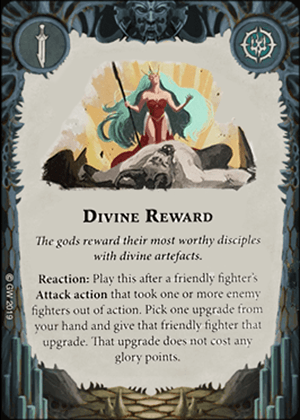 DIVINE REWARD
The gods reward their most worthy disciples
with divine artefacts.
Reaction: Play this after a friendly fighter's
Attack action that took one or more enemy
fighters out of action. Pick one upgrade from
your hand and give that friendly fighter that
upgrade. That upgrade does not cost any
glory points.
© GW 2019